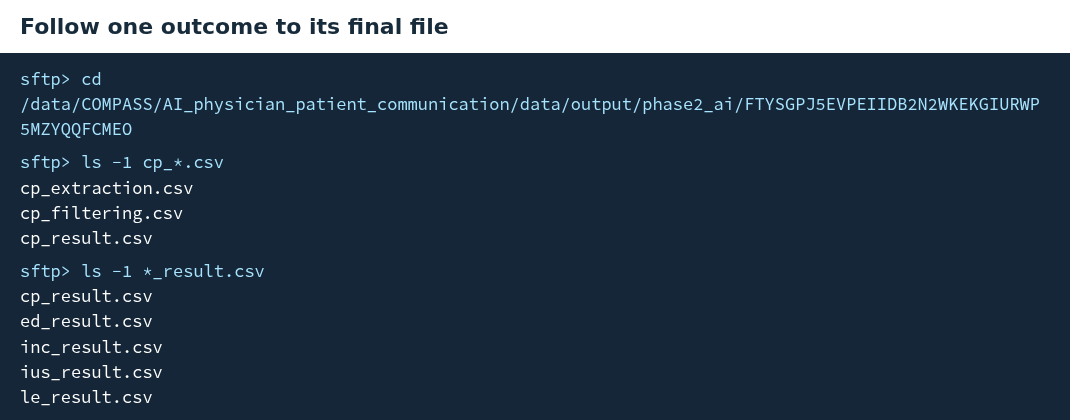 Follow one outcome to its final file
sftp> cd
/data/COMPASS/AI_physician_patient_communication/data/output/phase2_ai/FTYSGPJ5EVPEIIDB2N2WKEKGIURWP
5MZYQQFCMEO
sftp> ls -1 cp_*.csv
cp_extraction.csv
cp_filtering.csv
cp_result.csv
sftp> ls -1 *_result.csv
cp_result.csv
ed_result.csv
inc_result.csv
ius_result.csv
le_result.csv